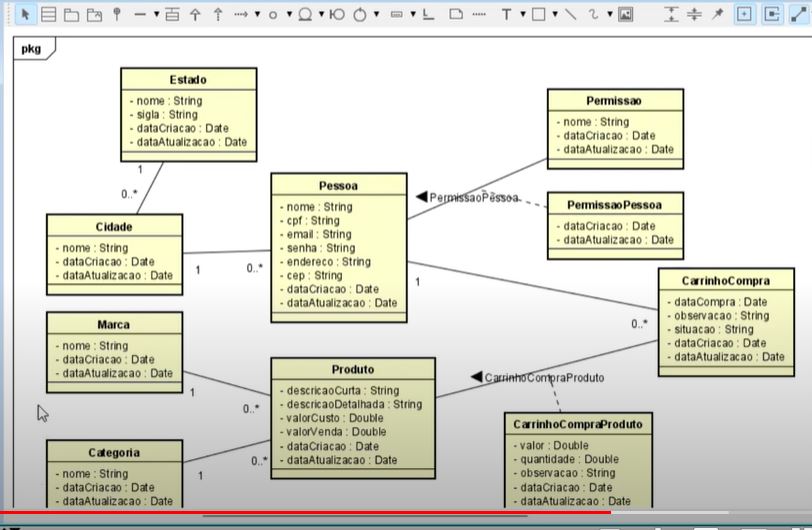 pkg
Estado
- nome : String
- sigla : String
- dataCriacao : Date
- dataAtualizacao : Date
1
0..*
Cidade
- nome : String
- dataCriacao : Date
- dataAtualizacao : Date
1
0..*
Pessoa
- nome : String
- cpf : String
- email : String
- senha : String
- endereco : String
- cep : String
- dataCriacao : Date
- dataAtualizacao : Date
Permissao
- nome : String
- dataCriacao : Date
- dataAtualizacao : Date
PermissaoPessoa
PermissaoPessoa
- dataCriacao : Date
- dataAtualizacao : Date
1
0..*
CarrinhoCompra
- dataCompra : Date
- observacao : String
- situacao : String
- dataCriacao : Date
- dataAtualizacao : Date
Marca
- nome : String
- dataCriacao : Date
- dataAtualizacao : Date
1
0..*
Produto
- descricaoCurta : String
- descricaoDetalhada : String
- valorCusto : Double
- valorVenda : Double
- dataCriacao : Date
- dataAtualizacao : Date
CarrinhoCompraProduto
Categoria
- nome : String
- dataCriacao : Date
- dataAtualizacao : Date
1
0..*
CarrinhoCompraProduto
- valor : Double
- quantidade : Double
- observacao : String
- dataCriacao : Date
- dataAtualizacao : Date